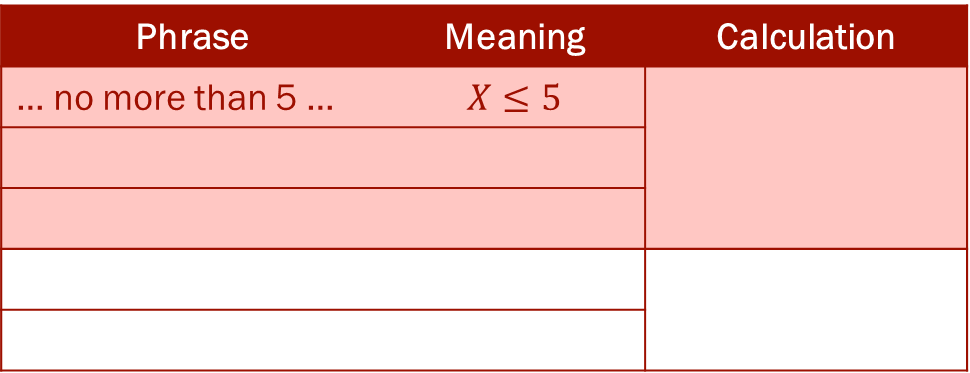 Phrase Meaning Calculation
... no more than 5 ... X ≤ 5